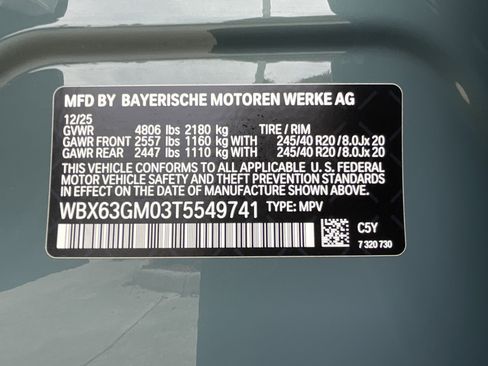 MFD BY BAYERISCHE MOTOREN WERKE AG
12/25
GVWR 4806 lbs 2180 kg TIRE / RIM
GAWR FRONT 2557 lbs 1160 kg WITH 245/40 R20 /8.0Jx 20
GAWR REAR 2447 lbs 1110 kg WITH 245/40 R20 /8.0Jx 20
THIS VEHICLE CONFORMS TO ALL APPLICABLE U. S. FEDERAL
MOTOR VEHICLE SAFETY, BUMPER, AND THEFT PREVENTION STANDARDS
IN EFFECT ON THE DATE OF MANUFACTURE SHOWN ABOVE.
WBX63GM03T5549741 TYPE: MPV
C5Y
7 320 730